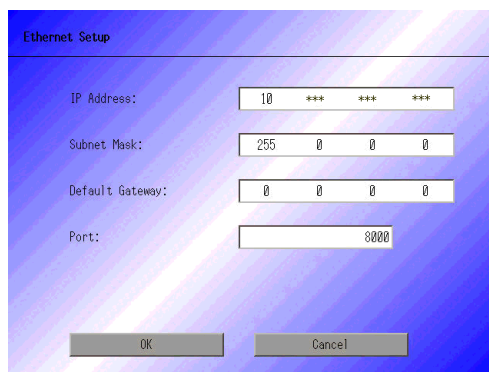 Ethernet Setup
IP Address: 10 *** *** ***
Subnet Mask: 255 0 0 0
Default Gateway: 0 0 0 0
Port: 8000
OK Cancel